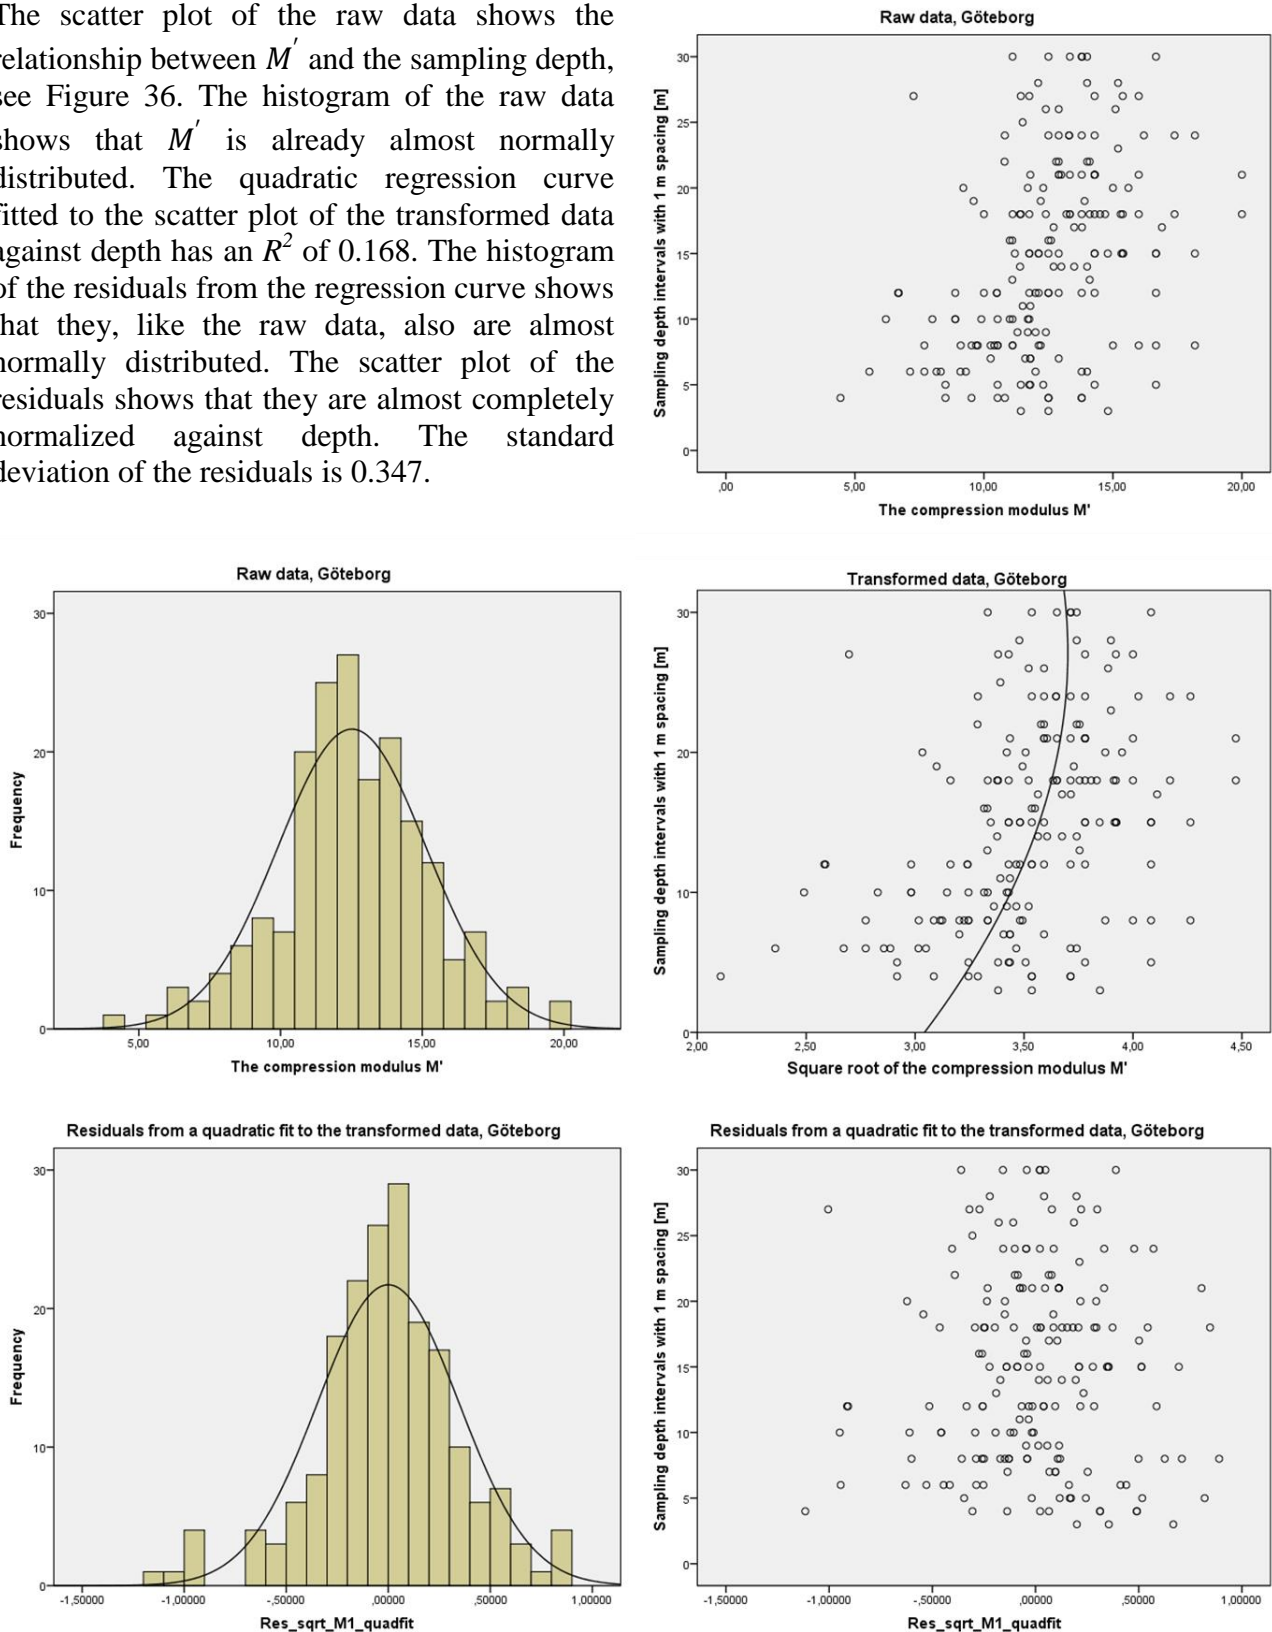 The scatter plot of the raw data shows the
relationship between M′ and the sampling depth,
see Figure 36. The histogram of the raw data
shows that M′ is already almost normally
distributed. The quadratic regression curve
fitted to the scatter plot of the transformed data
against depth has an R² of 0.168. The histogram
of the residuals from the regression curve shows
that they, like the raw data, also are almost
normally distributed. The scatter plot of the
residuals shows that they are almost completely
normalized against depth. The standard
deviation of the residuals is 0.347.
Raw data, Göteborg
Sampling depth intervals with 1 m spacing [m]
30
25
20
15
10
5
0
,00 5,00 10,00 15,00 20,00
The compression modulus M'
Raw data, Göteborg
Frequency
30
20
10
0
5,00 10,00 15,00 20,00
The compression modulus M'
Transformed data, Göteborg
Sampling depth intervals with 1 m spacing [m]
30
20
10
0
2,00 2,50 3,00 3,50 4,00 4,50
Square root of the compression modulus M'
Residuals from a quadratic fit to the transformed data, Göteborg
Frequency
30
20
10
0
-1,50000 -1,00000 -,50000 ,00000 ,50000 1,00000
Res_sqrt_M1_quadfit
Residuals from a quadratic fit to the transformed data, Göteborg
Sampling depth intervals with 1 m spacing [m]
30
25
20
15
10
5
0
-1,50000 -1,00000 -,50000 ,00000 ,50000 1,00000
Res_sqrt_M1_quadfit